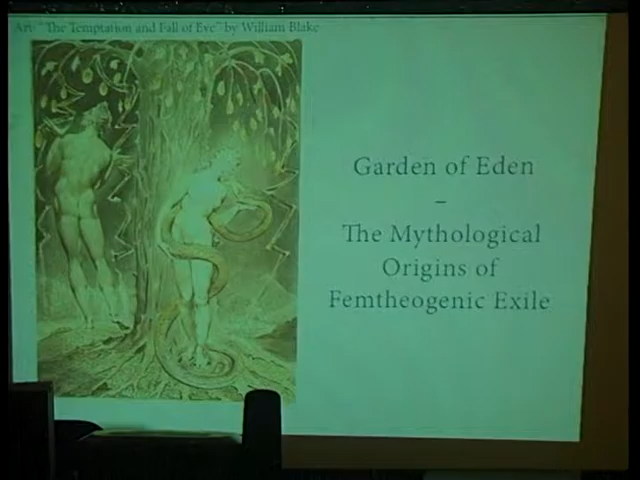 Art: "The Temptation and Fall of Eve" by William Blake
Garden of Eden
–
The Mythological
Origins of
Femtheogenic Exile